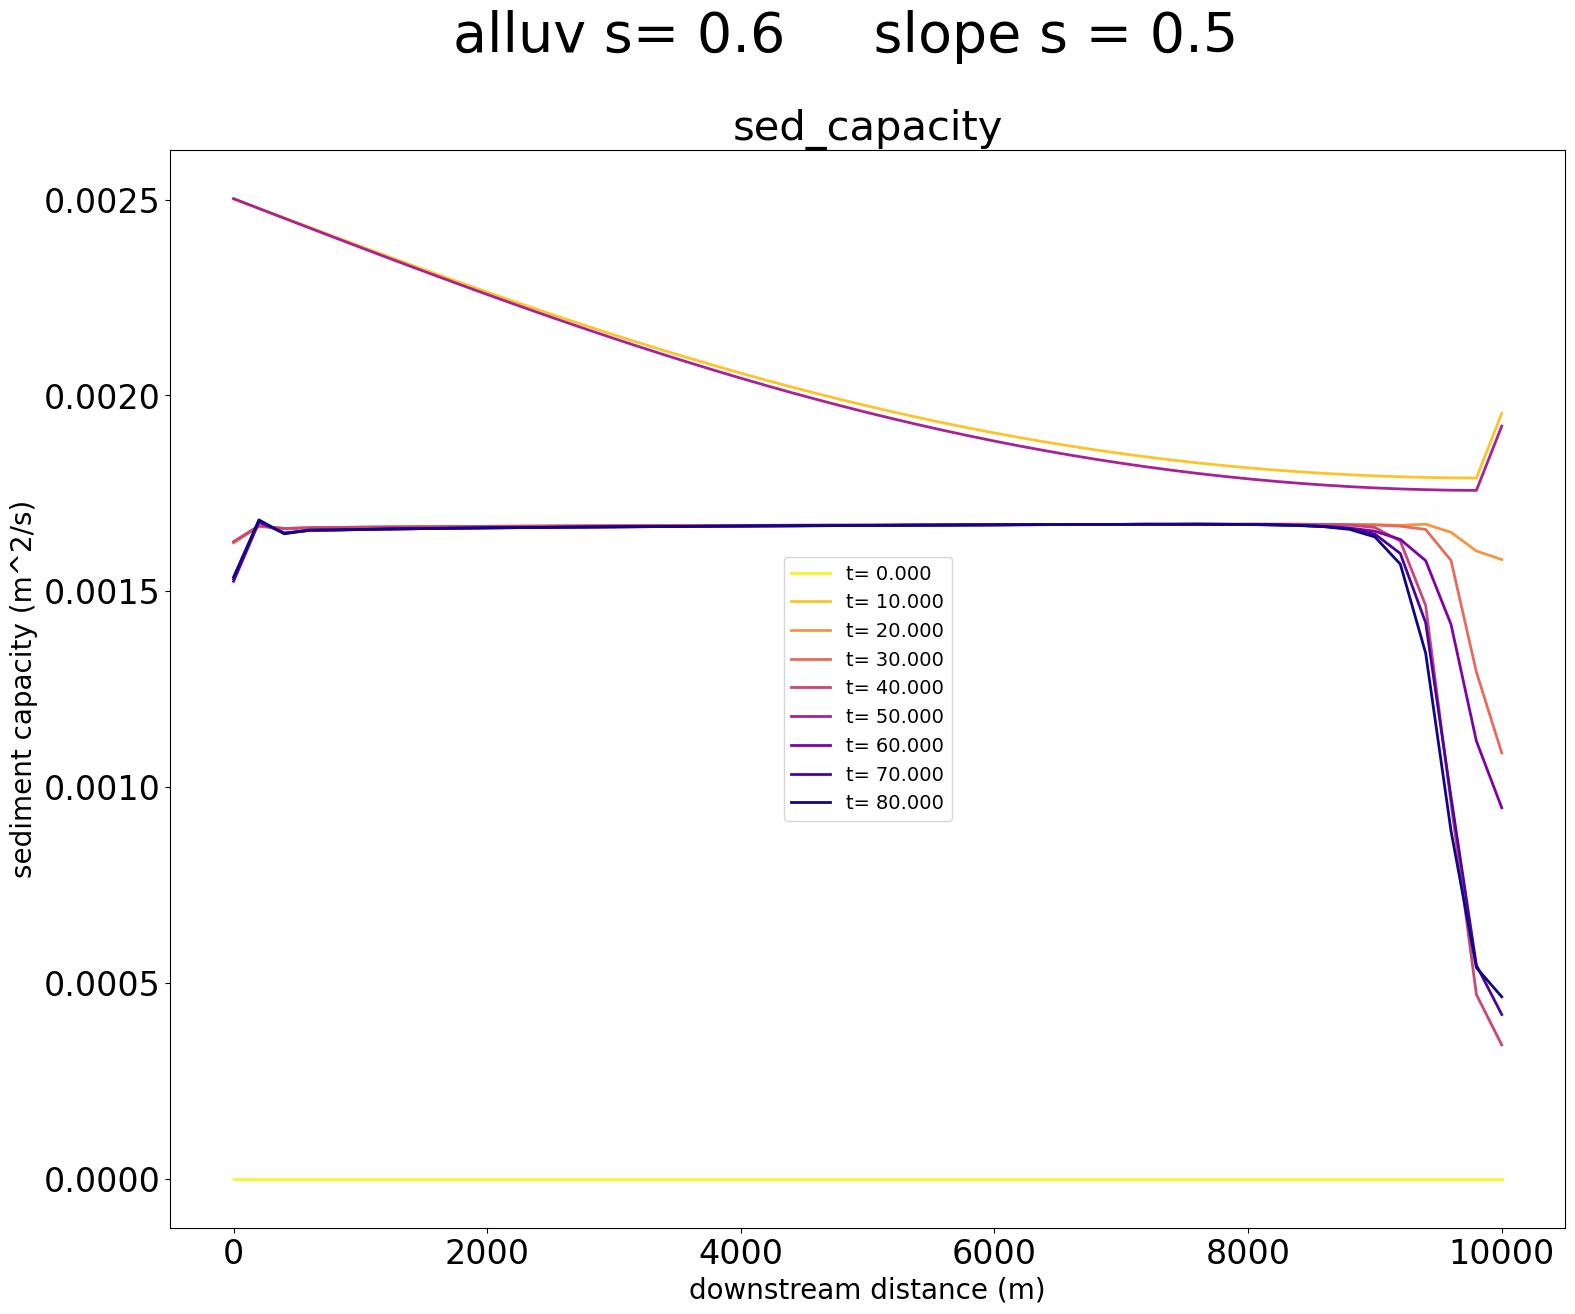 alluv s= 0.6 slope s = 0.5
sed_capacity
0.0025
0.0020
0.0015
0.0010
0.0005
0.0000
sediment capacity (m^2/s)
t= 0.000
t= 10.000
t= 20.000
t= 30.000
t= 40.000
t= 50.000
t= 60.000
t= 70.000
t= 80.000
0 2000 4000 6000 8000 10000
downstream distance (m)